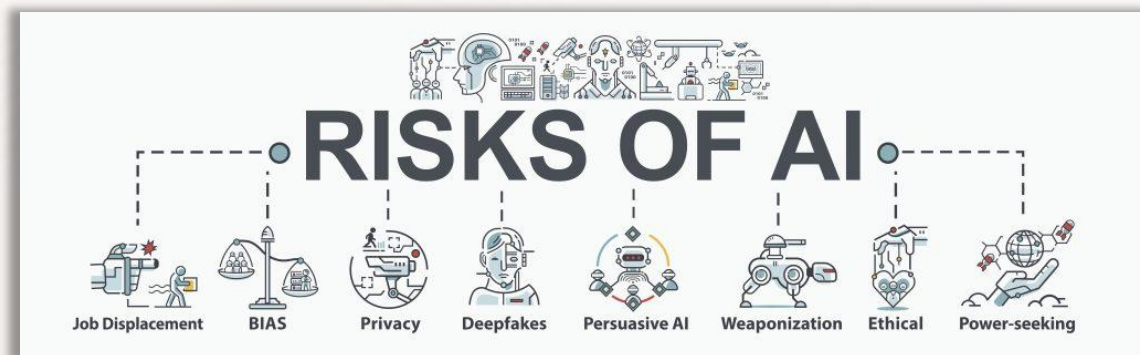 RISKS OF AI
Job Displacement
BIAS
Privacy
Deepfakes
Persuasive AI
Weaponization
Ethical
Power-seeking